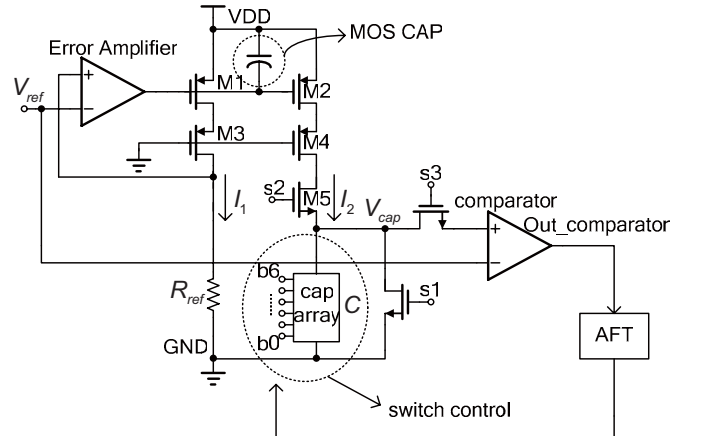 VDD
MOS CAP
Error Amplifier
+
M1
M2
Vref
−
M3
M4
s3
s2
M5
I1
I2
Vcap
comparator
+
Out_comparator
−
b6
cap
array
C
s1
Rref
b0
AFT
GND
switch control